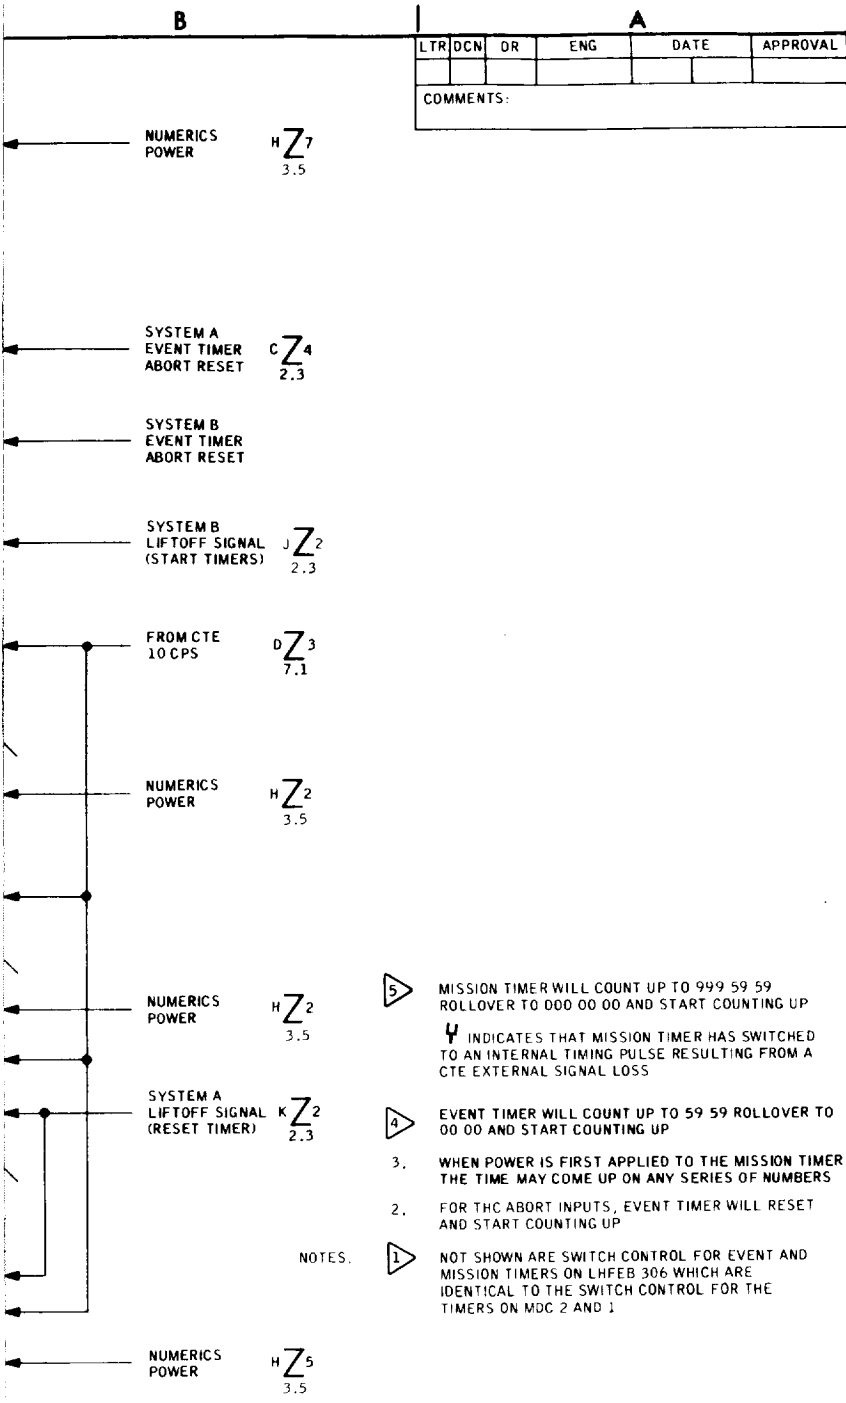 B
A
LTR DCN DR ENG DATE APPROVAL
COMMENTS:
NUMERICS
POWER
H Z 7
3.5
SYSTEM A
EVENT TIMER
ABORT RESET
C Z 4
2.3
SYSTEM B
EVENT TIMER
ABORT RESET
SYSTEM B
LIFTOFF SIGNAL
(START TIMERS)
J Z 2
2.3
FROM CTE
10 CPS
D Z 3
7.1
NUMERICS
POWER
H Z 2
3.5
NUMERICS
POWER
H Z 2
3.5
SYSTEM A
LIFTOFF SIGNAL
(RESET TIMER)
K Z 2
2.3
5 MISSION TIMER WILL COUNT UP TO 999 59 59
ROLLOVER TO 000 00 00 AND START COUNTING UP
INDICATES THAT MISSION TIMER HAS SWITCHED
TO AN INTERNAL TIMING PULSE RESULTING FROM A
CTE EXTERNAL SIGNAL LOSS
4 EVENT TIMER WILL COUNT UP TO 59 59 ROLLOVER TO
00 00 AND START COUNTING UP
3. WHEN POWER IS FIRST APPLIED TO THE MISSION TIMER
THE TIME MAY COME UP ON ANY SERIES OF NUMBERS
2. FOR THC ABORT INPUTS, EVENT TIMER WILL RESET
AND START COUNTING UP
NOTES. 1 NOT SHOWN ARE SWITCH CONTROL FOR EVENT AND
MISSION TIMERS ON LHFEB 306 WHICH ARE
IDENTICAL TO THE SWITCH CONTROL FOR THE
TIMERS ON MDC 2 AND 1
NUMERICS
POWER
H Z 5
3.5